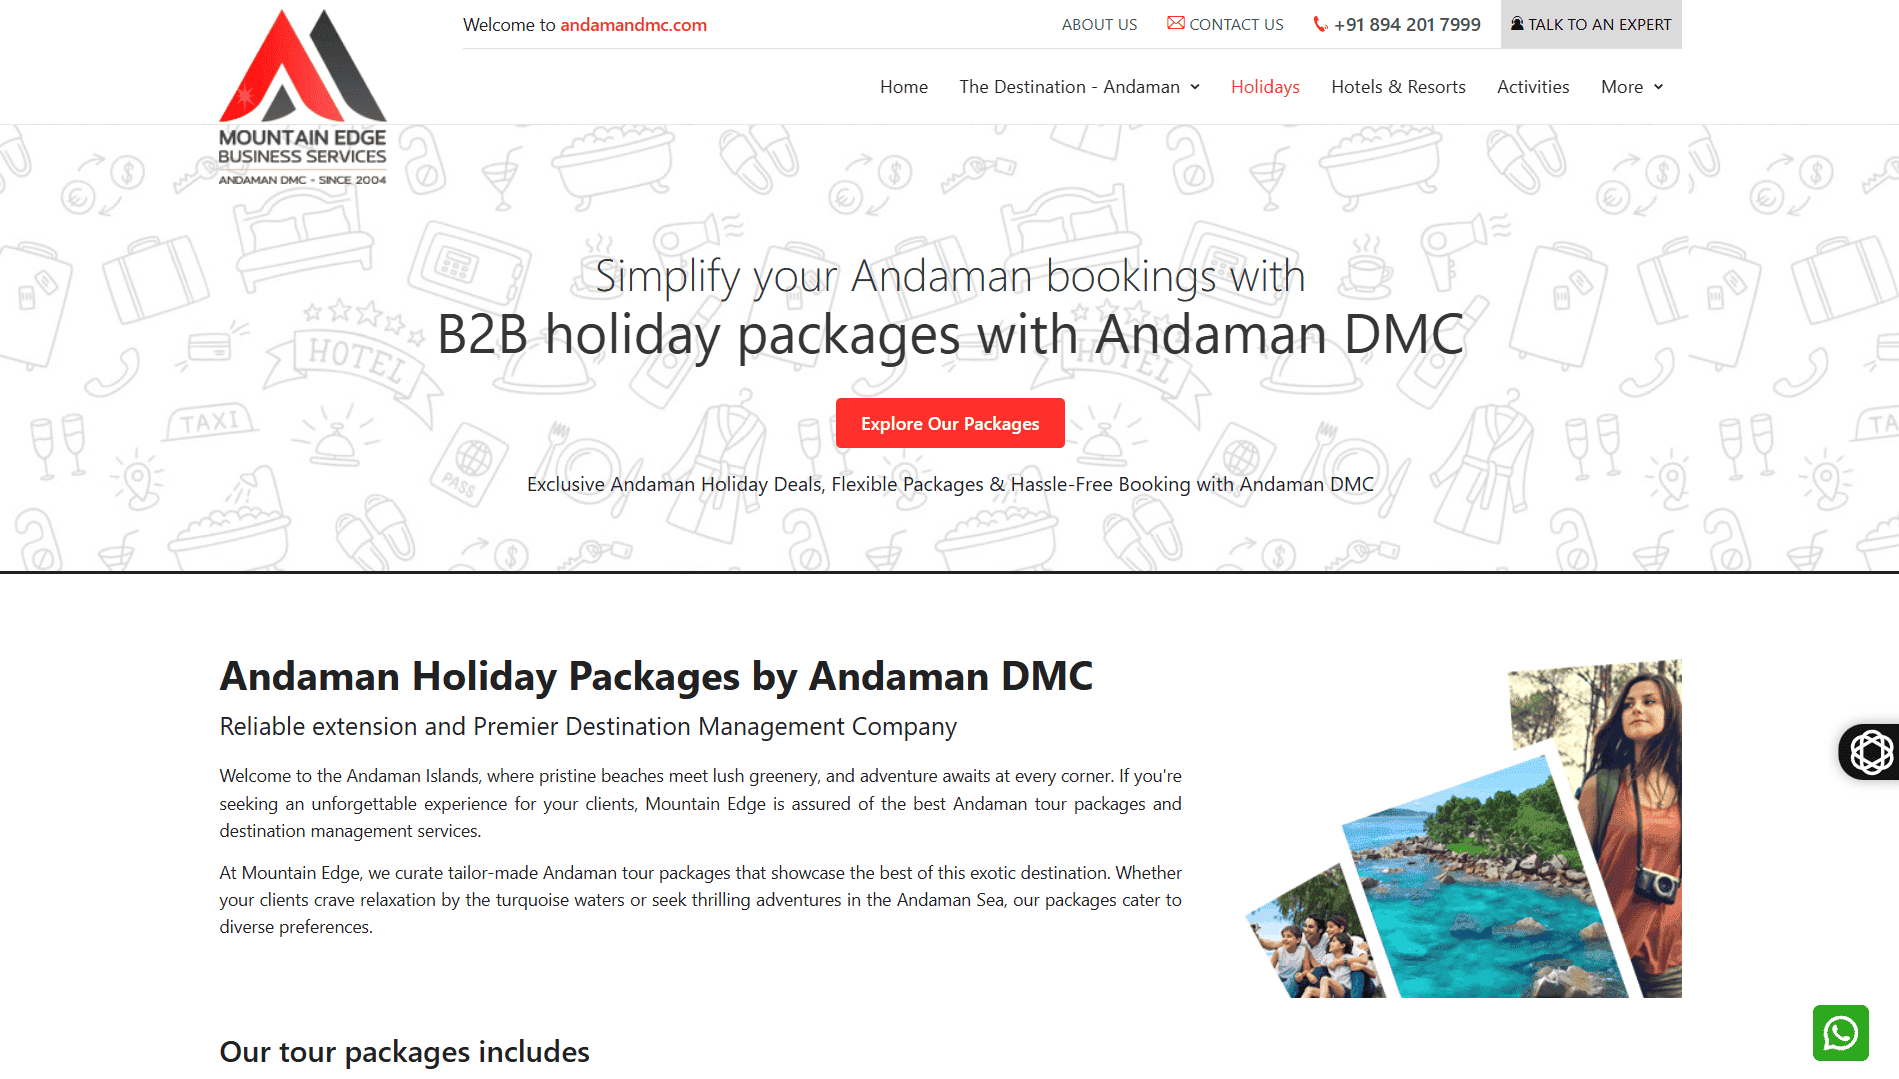 Welcome to andamandmc.com
ABOUT US
CONTACT US
+91 894 201 7999
TALK TO AN EXPERT
MOUNTAIN EDGE
BUSINESS SERVICES
ANDAMAN DMC - SINCE 2004
Home
The Destination - Andaman
Holidays
Hotels & Resorts
Activities
More
Simplify your Andaman bookings with
B2B holiday packages with Andaman DMC
HOTEL
HOTEL
TAXI
TA
PASS
PASS
Explore Our Packages
Exclusive Andaman Holiday Deals, Flexible Packages & Hassle-Free Booking with Andaman DMC
Andaman Holiday Packages by Andaman DMC
Reliable extension and Premier Destination Management Company
Welcome to the Andaman Islands, where pristine beaches meet lush greenery, and adventure awaits at every corner. If you're
seeking an unforgettable experience for your clients, Mountain Edge is assured of the best Andaman tour packages and
destination management services.
At Mountain Edge, we curate tailor-made Andaman tour packages that showcase the best of this exotic destination. Whether
your clients crave relaxation by the turquoise waters or seek thrilling adventures in the Andaman Sea, our packages cater to
diverse preferences.
Our tour packages includes